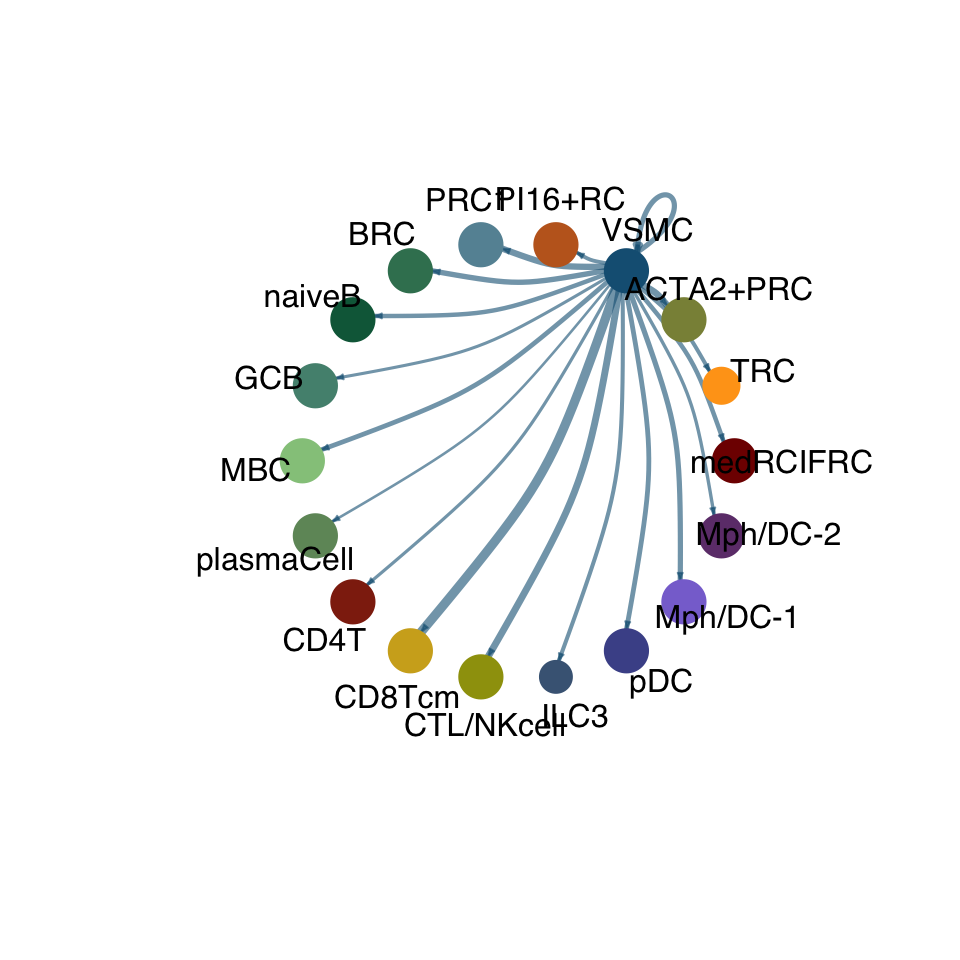 PRC1
PI16+RC
VSMC
BRC
ACTA2+PRC
naiveB
TRC
GCB
medRCIFRC
MBC
Mph/DC-2
plasmaCell
Mph/DC-1
CD4T
pDC
CD8Tcm
ILC3
CTL/NKcell